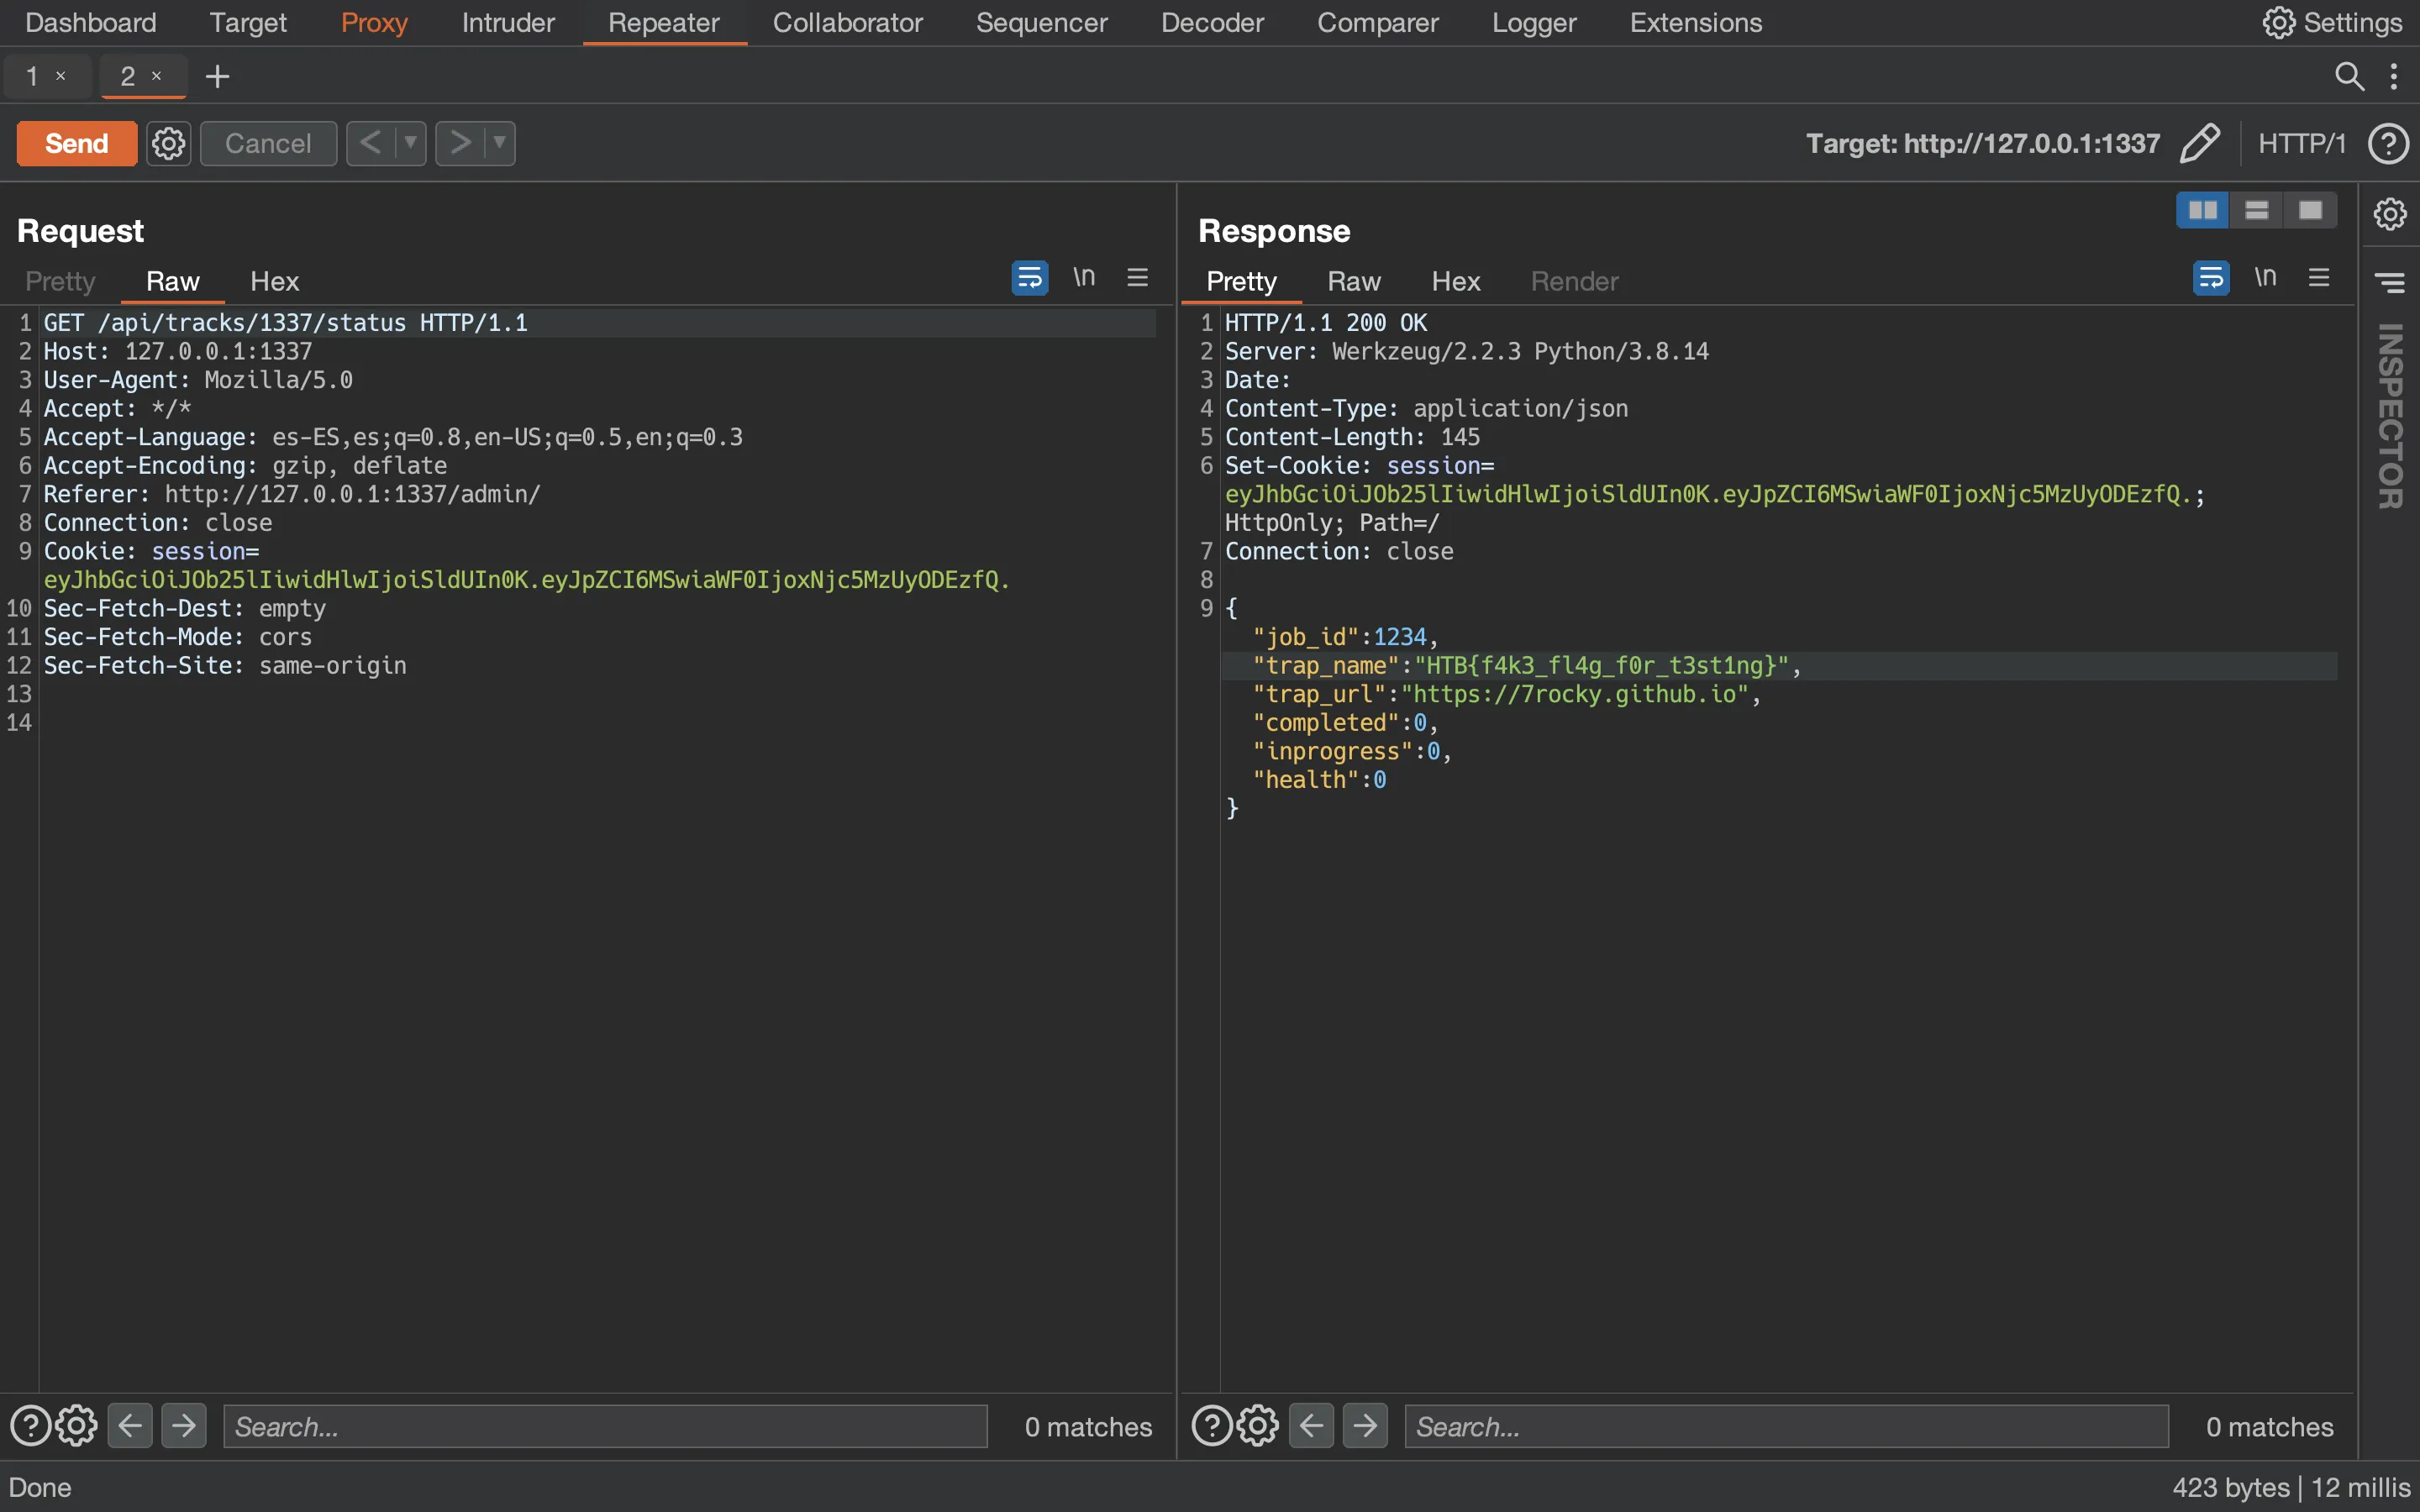 Dashboard Target Proxy Intruder Repeater Collaborator Sequencer Decoder Comparer Logger Extensions Settings
1 × 2 × +
Send Cancel < > Target: http://127.0.0.1:1337 HTTP/1 ?
Request
Pretty Raw Hex \n
1 GET /api/tracks/1337/status HTTP/1.1
2 Host: 127.0.0.1:1337
3 User-Agent: Mozilla/5.0
4 Accept: */*
5 Accept-Language: es-ES,es;q=0.8,en-US;q=0.5,en;q=0.3
6 Accept-Encoding: gzip, deflate
7 Referer: http://127.0.0.1:1337/admin/
8 Connection: close
9 Cookie: session=
eyJhbGciOiJOb25lIiwidHlwIjoiSldUIn0K.eyJpZCI6MSwiaWF0IjoxNjc5MzUyODEzfQ.
10 Sec-Fetch-Dest: empty
11 Sec-Fetch-Mode: cors
12 Sec-Fetch-Site: same-origin
13
14
? Search... 0 matches
Response
Pretty Raw Hex Render \n
1 HTTP/1.1 200 OK
2 Server: Werkzeug/2.2.3 Python/3.8.14
3 Date:
4 Content-Type: application/json
5 Content-Length: 145
6 Set-Cookie: session=
eyJhbGciOiJOb25lIiwidHlwIjoiSldUIn0K.eyJpZCI6MSwiaWF0IjoxNjc5MzUyODEzfQ.;
HttpOnly; Path=/
7 Connection: close
8
9 {
"job_id":1234,
"trap_name":"HTB{f4k3_fl4g_f0r_t3st1ng}",
"trap_url":"https://7rocky.github.io",
"completed":0,
"inprogress":0,
"health":0
}
? Search... 0 matches
INSPECTOR
Done 423 bytes | 12 millis